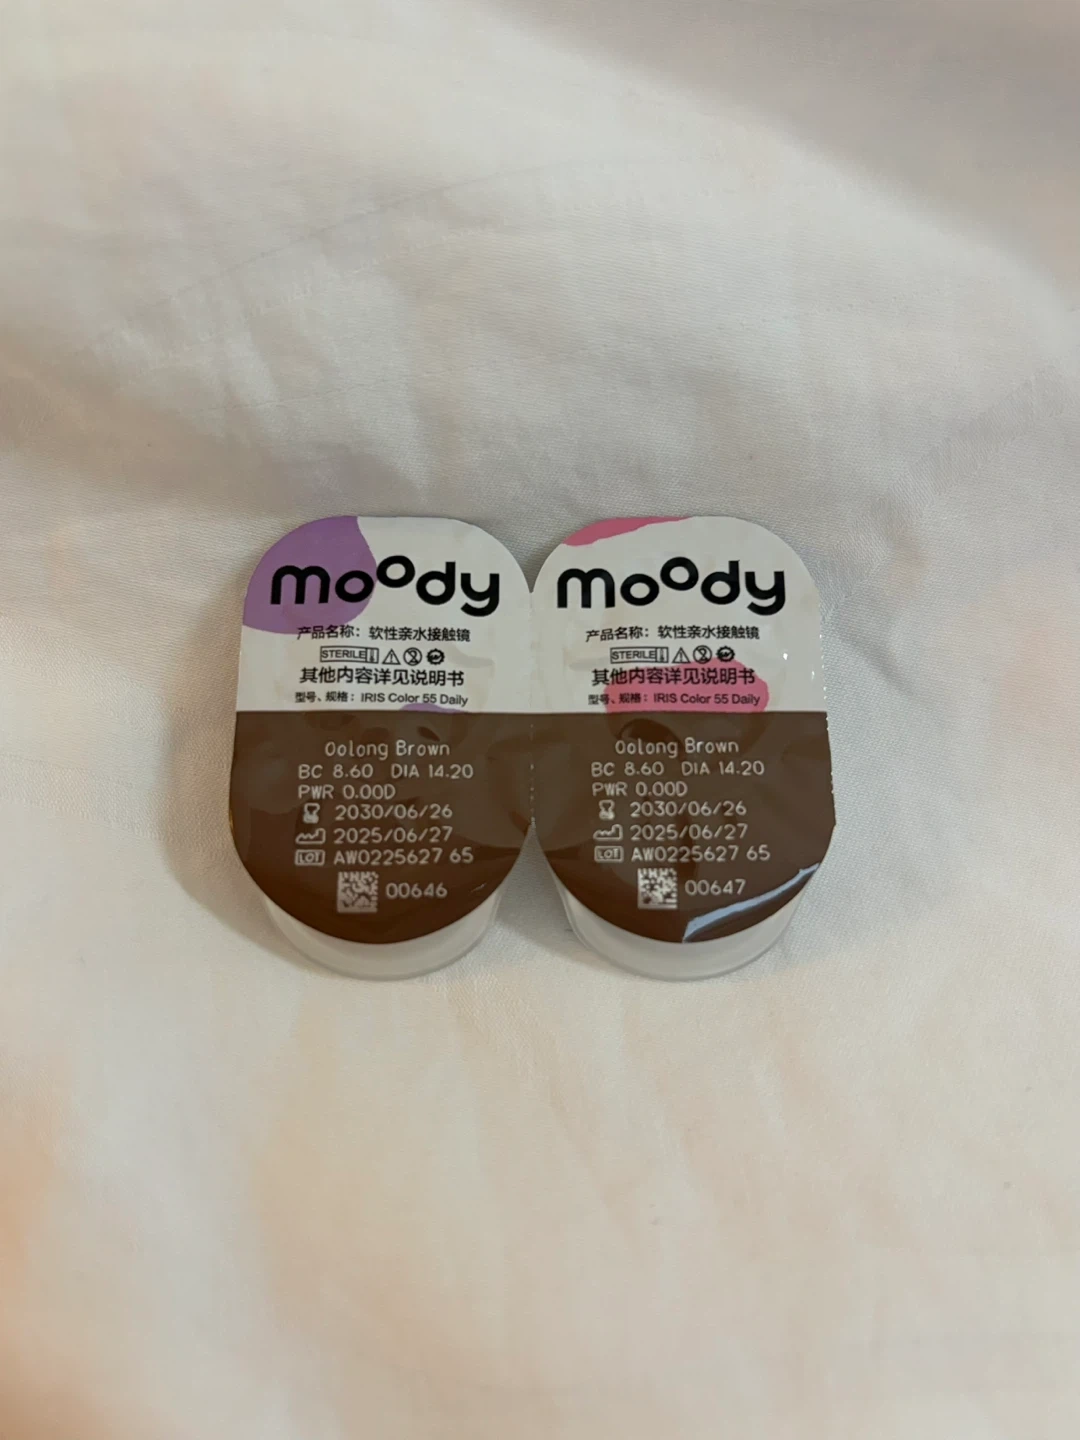 moody
产品名称：软性亲水接触镜
STERILE
其他内容详见说明书
型号、规格：IRIS Color 55 Daily
Oolong Brown
BC 8.60 DIA 14.20
PWR 0.00D
2030/06/26
2025/06/27
LOT AW0225627 65
00646
moody
产品名称：软性亲水接触镜
STERILE
其他内容详见说明书
型号、规格：IRIS Color 55 Daily
Oolong Brown
BC 8.60 DIA 14.20
PWR 0.00D
2030/06/26
2025/06/27
LOT AW0225627 65
00647